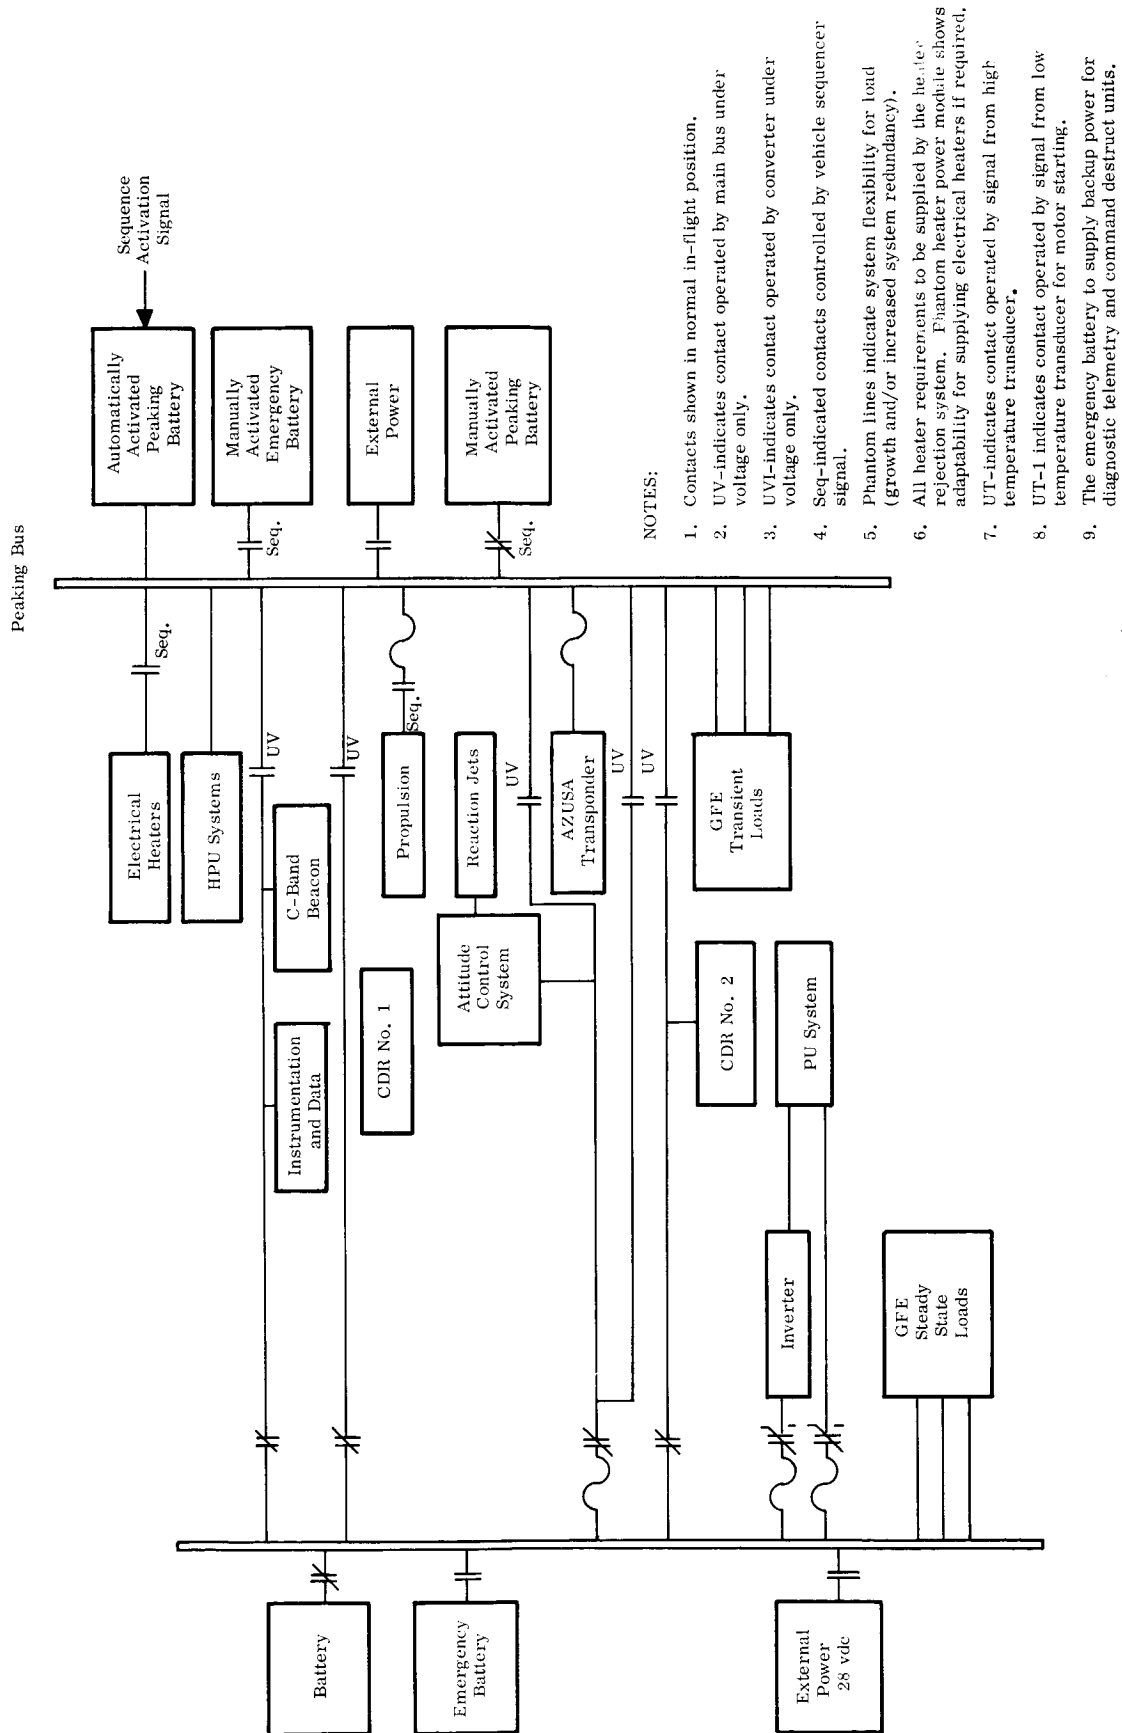 Peaking Bus
Sequence
Activation
Signal
Automatically
Activated
Peaking
Battery
Manually
Activated
Emergency
Battery
External
Power
Manually
Activated
Peaking
Battery
Seq.
Seq.
Seq.
Seq.
Electrical
Heaters
HPU Systems
UV
C-Band
Beacon
UV
Propulsion
Reaction Jets
UV
AZUSA
Transponder
UV
UV
GFE
Transient
Loads
Instrumentation
and Data
CDR No. 1
Attitude
Control
System
CDR No. 2
PU System
Inverter
GFE
Steady
State
Loads
Battery
Emergency
Battery
External
Power
28 vdc
NOTES:
1. Contacts shown in normal in-flight position.
2. UV-indicates contact operated by main bus under
voltage only.
3. UV1-indicates contact operated by converter under
voltage only.
4. Seq-indicated contacts controlled by vehicle sequencer
signal.
5. Phantom lines indicate system flexibility for load
(growth and/or increased system redundancy).
6. All heater requirements to be supplied by the heater
rejection system. Phantom heater power module shows
adaptability for supplying electrical heaters if required.
7. UT-indicates contact operated by signal from high
temperature transducer.
8. UT-1 indicates contact operated by signal from low
temperature transducer for motor starting.
9. The emergency battery to supply backup power for
diagnostic telemetry and command destruct units.